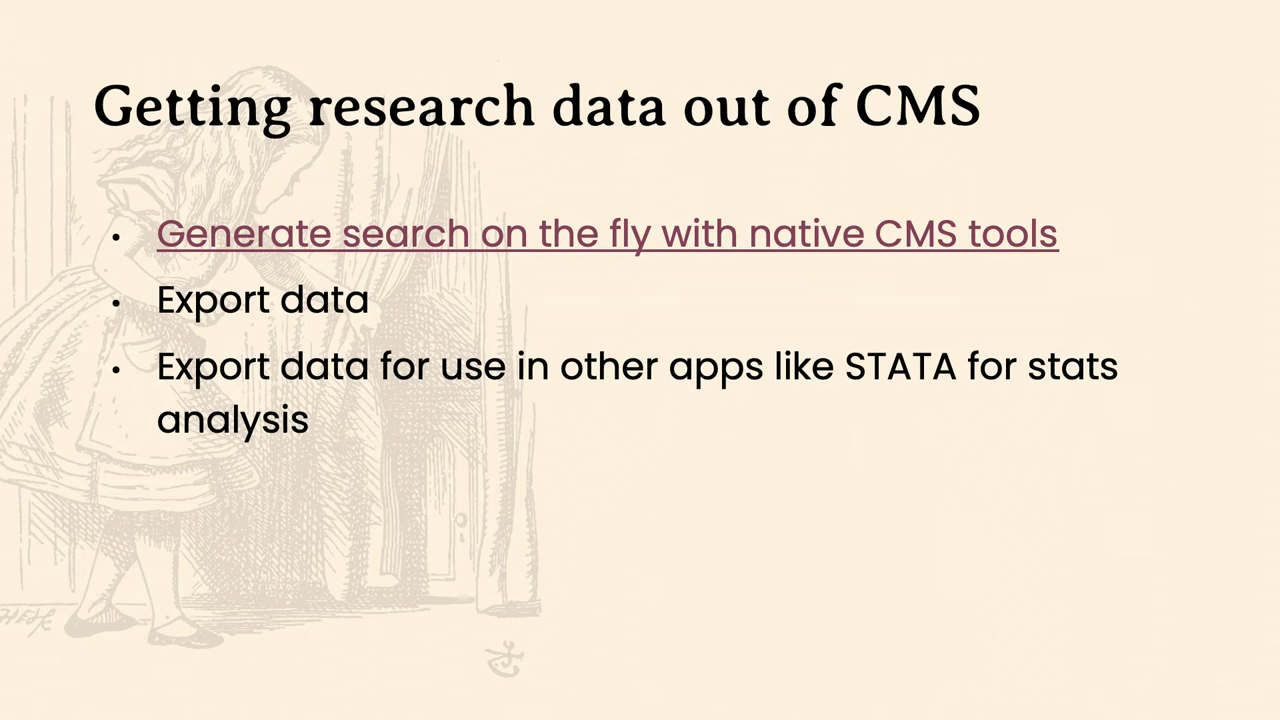 Getting research data out of CMS
• Generate search on the fly with native CMS tools
• Export data
• Export data for use in other apps like STATA for stats
analysis